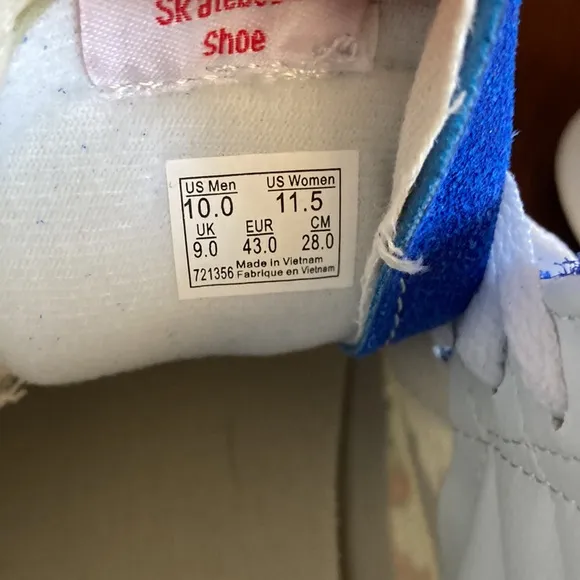 Shoe
US Men US Women
10.0 11.5
UK EUR CM
9.0 43.0 28.0
Made in Vietnam
721356 Fabrique en Vietnam